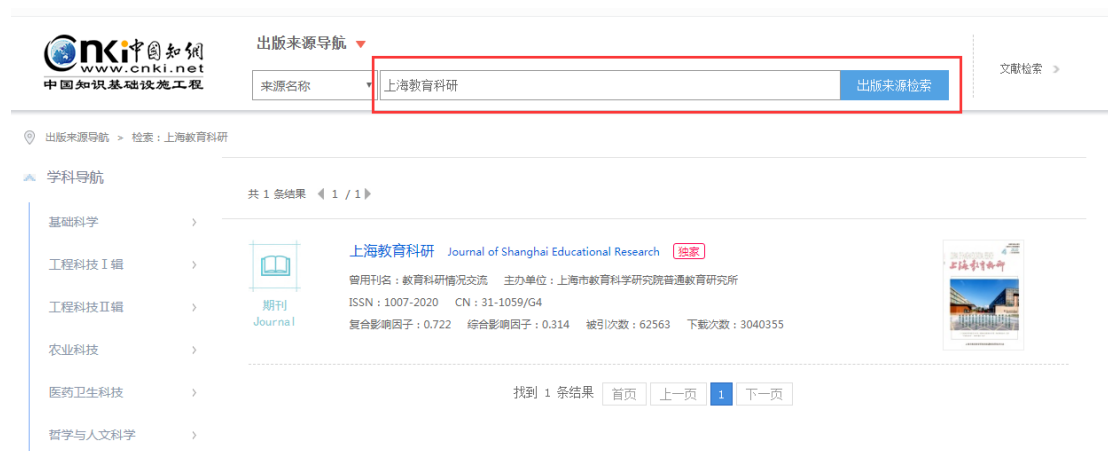 Cnki中国知网
www.cnki.net
中国知识基础设施工程
出版来源导航 ▼
来源名称
上海教育科研
出版来源检索
文献检索 >
出版来源导航 > 检索：上海教育科研
学科导航
共 1 条结果 1 / 1
基础科学 >
工程科技Ⅰ辑 >
工程科技Ⅱ辑 >
农业科技 >
医药卫生科技 >
哲学与人文科学 >
期刊
Journal
上海教育科研 Journal of Shanghai Educational Research 独家
曾用刊名：教育科研情况交流 主办单位：上海市教育科学研究院普通教育研究所
ISSN：1007-2020 CN：31-1059/G4
复合影响因子：0.722 综合影响因子：0.314 被引次数：62563 下载次数：3040355
上海教育科研
找到 1 条结果 首页 上一页 1 下一页